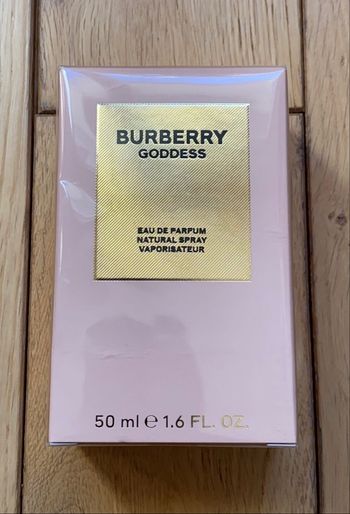 BURBERRY
GODDESS
EAU DE PARFUM
NATURAL SPRAY
VAPORISATEUR
50 ml ℮ 1.6 FL. OZ.